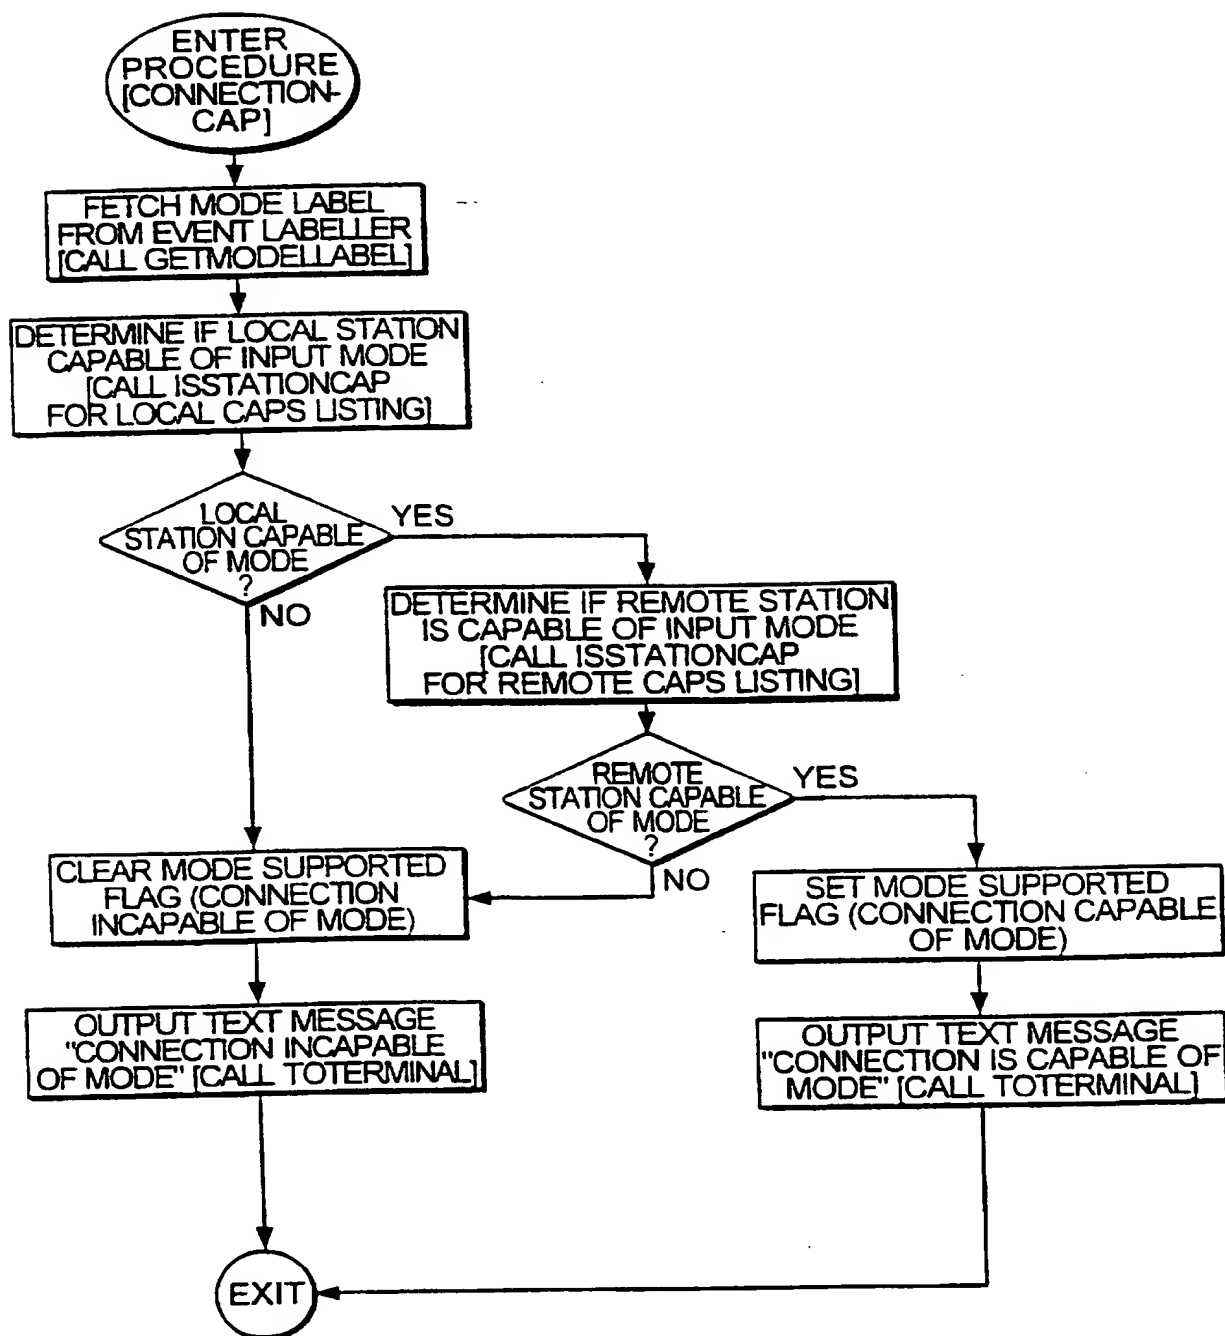 ENTER
PROCEDURE
[CONNECTION-
CAP]
FETCH MODE LABEL
FROM EVENT LABELLER
[CALL GETMODELLABEL]
DETERMINE IF LOCAL STATION
CAPABLE OF INPUT MODE
[CALL ISSTATIONCAP
FOR LOCAL CAPS LISTING]
LOCAL
STATION CAPABLE
OF MODE
?
YES
NO
DETERMINE IF REMOTE STATION
IS CAPABLE OF INPUT MODE
[CALL ISSTATIONCAP
FOR REMOTE CAPS LISTING]
REMOTE
STATION CAPABLE
OF MODE
?
YES
NO
CLEAR MODE SUPPORTED
FLAG (CONNECTION
INCAPABLE OF MODE)
SET MODE SUPPORTED
FLAG (CONNECTION CAPABLE
OF MODE)
OUTPUT TEXT MESSAGE
"CONNECTION INCAPABLE
OF MODE" [CALL TOTERMINAL]
OUTPUT TEXT MESSAGE
"CONNECTION IS CAPABLE OF
MODE" [CALL TOTERMINAL]
EXIT